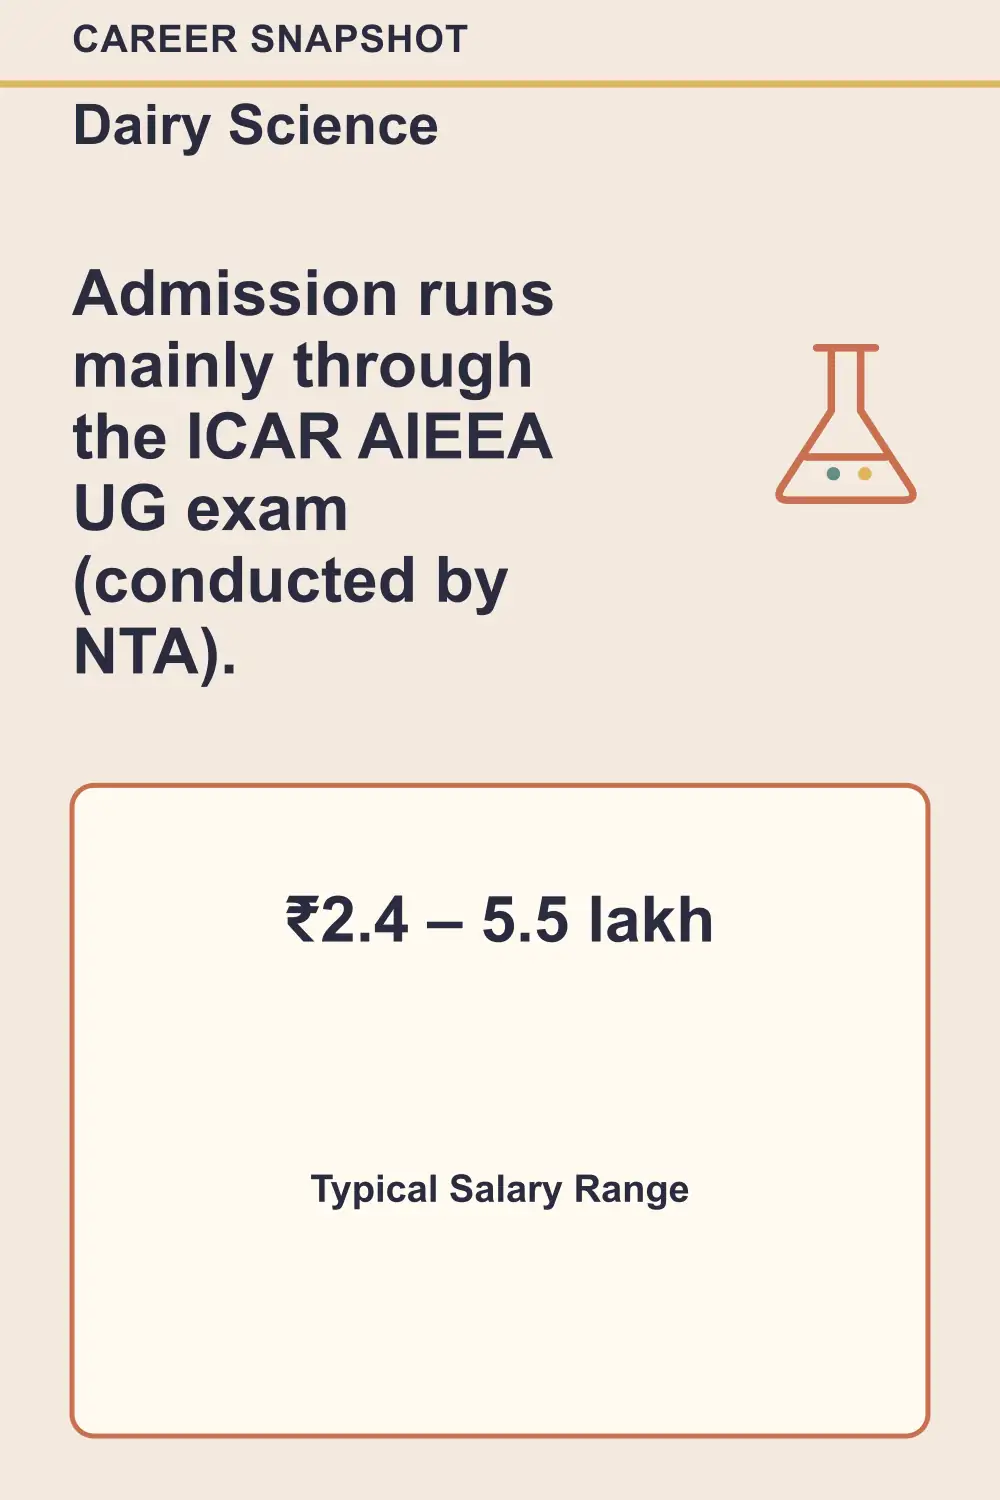 CAREER SNAPSHOT
Dairy Science
Admission runs
mainly through
the ICAR AIEEA
UG exam
(conducted by
NTA).
₹2.4 – 5.5 lakh
Typical Salary Range